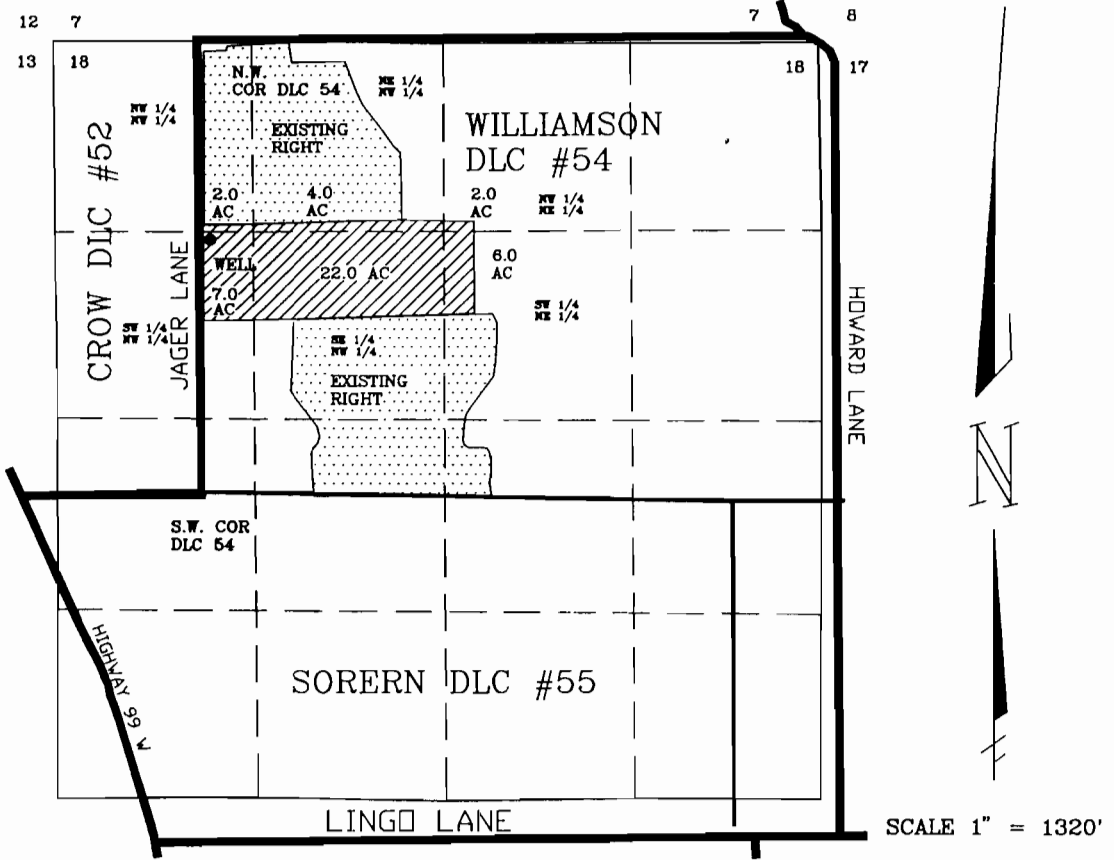 12 7
7 8
13 18
18 17
N.W.
COR DLC 54
NE 1/4
NW 1/4
NW 1/4
NW 1/4
EXISTING
RIGHT
WILLIAMSON
DLC #54
CROW DLC #52
2.0
AC
4.0
AC
2.0
AC
NW 1/4
NE 1/4
JAGER LANE
WELL
22.0 AC
6.0
AC
7.0
AC
SW 1/4
NE 1/4
SW 1/4
NW 1/4
SE 1/4
NW 1/4
HOWARD LANE
EXISTING
RIGHT
N
S.W. COR
DLC 54
HIGHWAY 99 W
SORERN DLC #55
LINGO LANE
SCALE 1" = 1320'